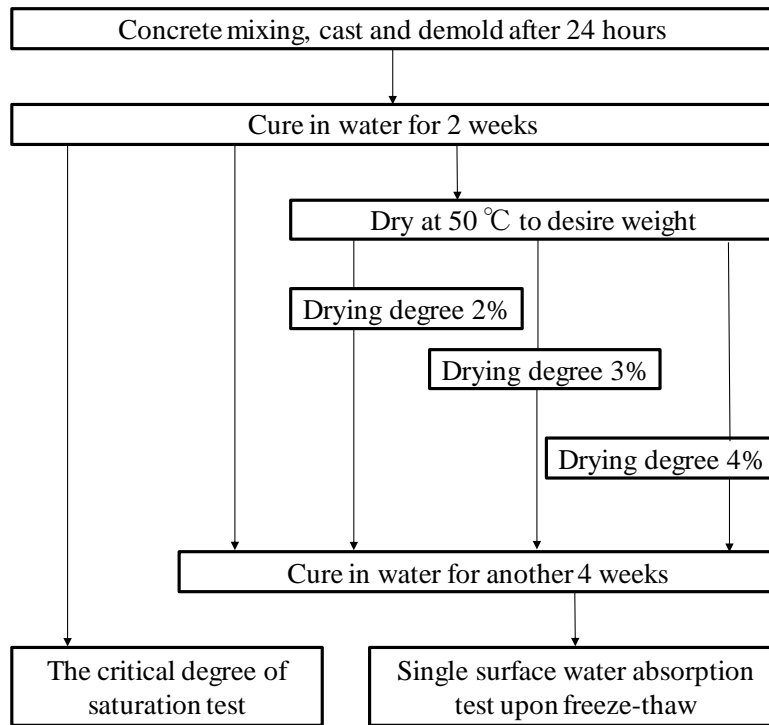 Concrete mixing, cast and demold after 24 hours
Cure in water for 2 weeks
Dry at 50 ℃ to desire weight
Drying degree 2%
Drying degree 3%
Drying degree 4%
Cure in water for another 4 weeks
The critical degree of
saturation test
Single surface water absorption
test upon freeze-thaw